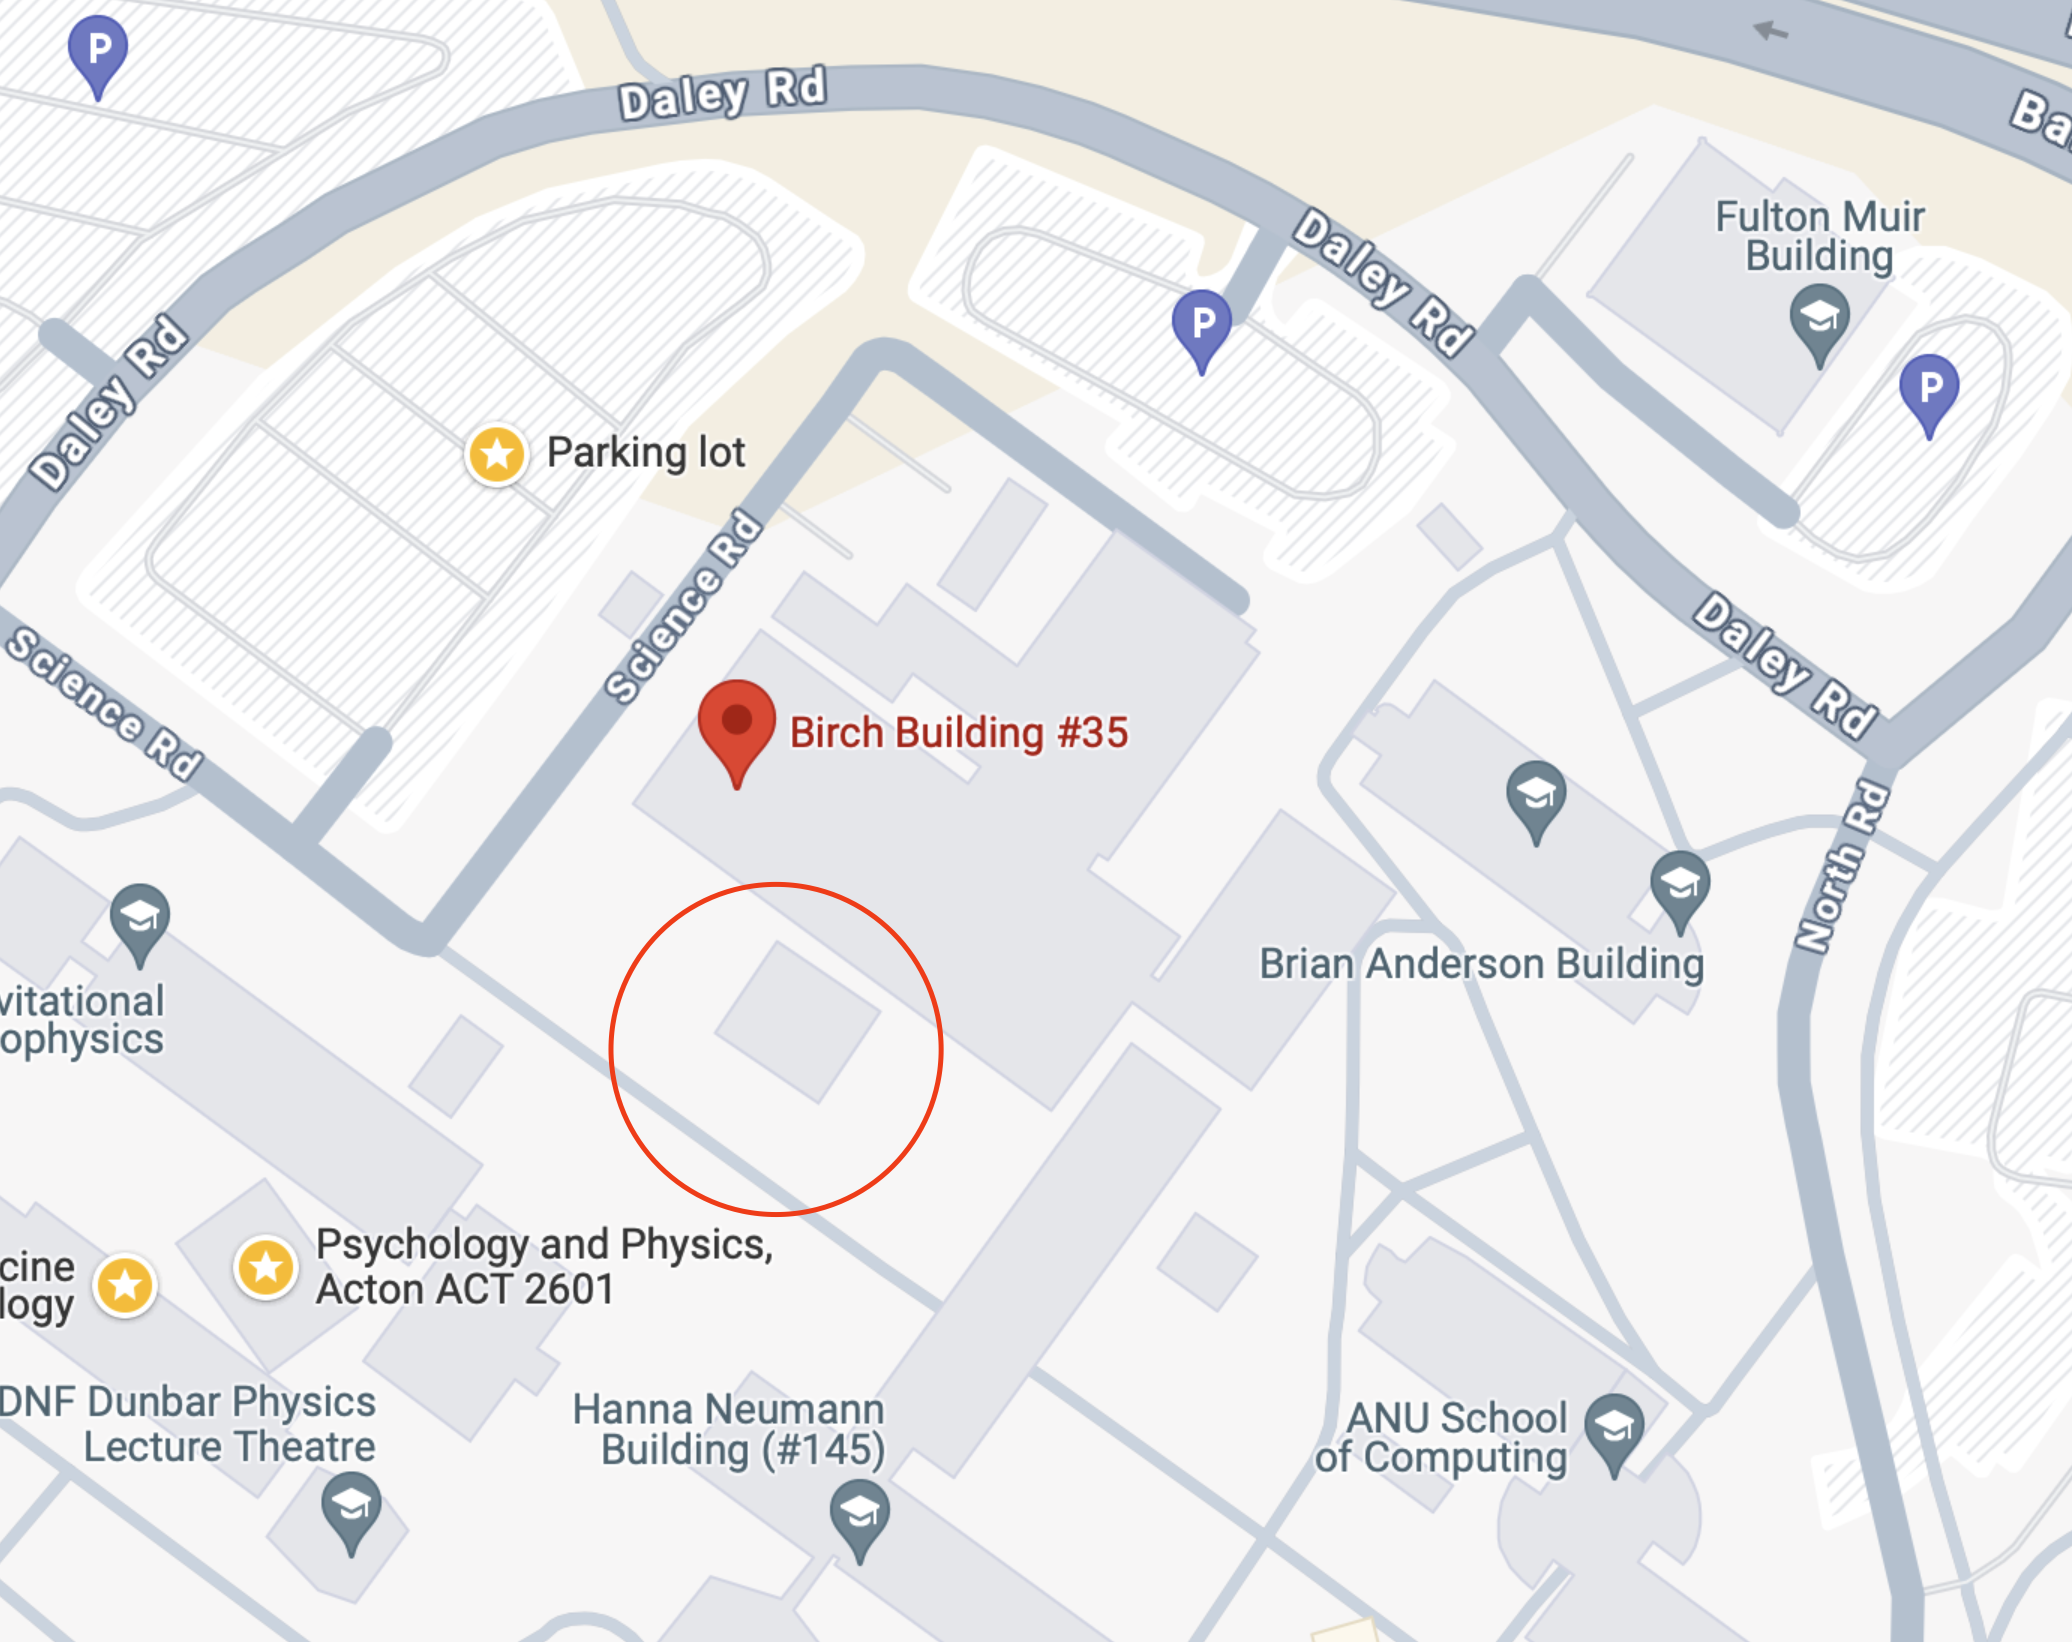 P
Daley Rd
Ba
Fulton Muir
Building
Daley Rd
P
P
Daley Rd
Parking lot
Science Rd
Daley Rd
Science Rd
Birch Building #35
North Rd
Brian Anderson Building
vitational
ophysics
Psychology and Physics,
Acton ACT 2601
cine
logy
DNF Dunbar Physics
Lecture Theatre
Hanna Neumann
Building (#145)
ANU School
of Computing